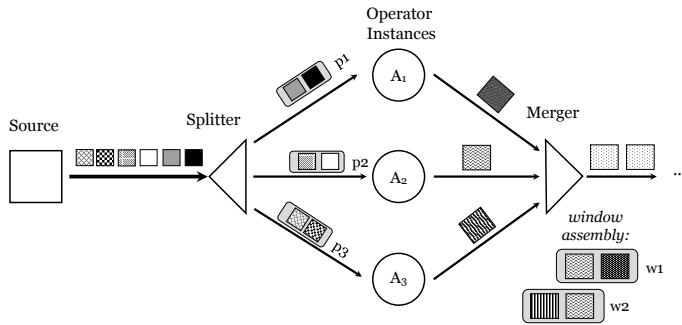 Operator
Instances
Source
Splitter
Merger
p1
p2
p3
A1
A2
A3
..
window
assembly:
w1
w2